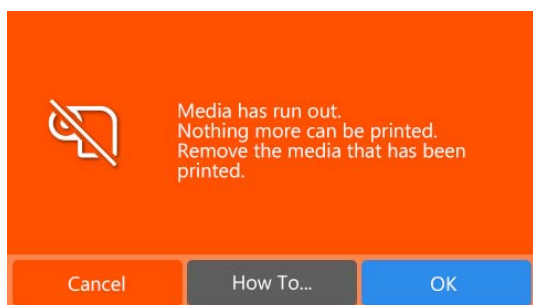 Media has run out.
Nothing more can be printed.
Remove the media that has been
printed.
Cancel
How To...
OK